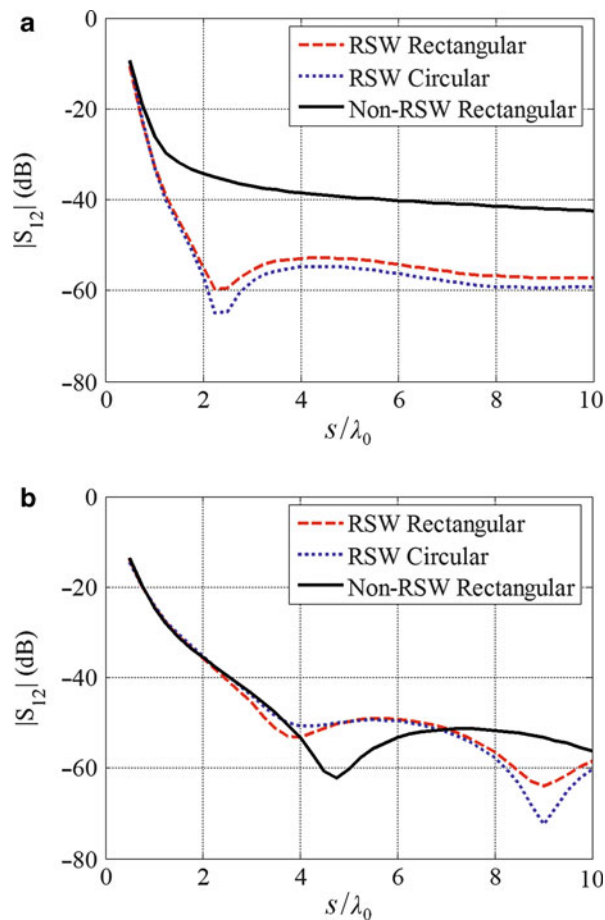 a
0
−20
−40
−60
−80
|S₁₂| (dB)
RSW Rectangular
RSW Circular
Non-RSW Rectangular
0 2 4 6 8 10
s/λ₀
b
0
−20
−40
−60
−80
|S₁₂| (dB)
RSW Rectangular
RSW Circular
Non-RSW Rectangular
0 2 4 6 8 10
s/λ₀